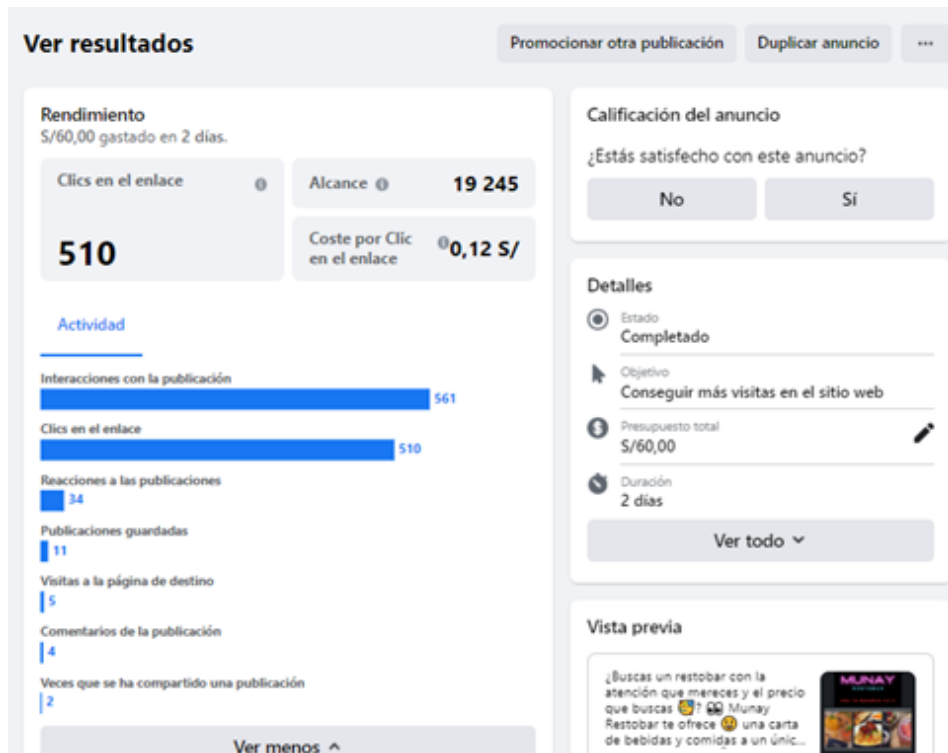 Ver resultados
Promocionar otra publicación
Duplicar anuncio
...
Rendimiento
S/60,00 gastado en 2 días.
Clics en el enlace
510
Alcance
19 245
Coste por Clic
en el enlace
0,12 S/
Actividad
Interacciones con la publicación
561
Clics en el enlace
510
Reacciones a las publicaciones
34
Publicaciones guardadas
11
Visitas a la página de destino
5
Comentarios de la publicación
4
Veces que se ha compartido una publicación
2
Ver menos
Calificación del anuncio
¿Estás satisfecho con este anuncio?
No
Sí
Detalles
Estado
Completado
Objetivo
Conseguir más visitas en el sitio web
Presupuesto total
S/60,00
Duración
2 días
Ver todo
Vista previa
¿Buscas un restobar con la
atención que mereces y el precio
que buscas 🥳? 👀 Munay
Restobar te ofrece 😮 una carta
de bebidas y comidas a un únic...
MUNAY